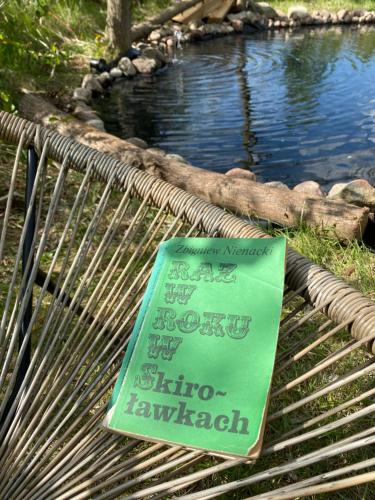 Zbigniew Nienacki
RAZ
W
ROKU
W
Skiro-
ławkach